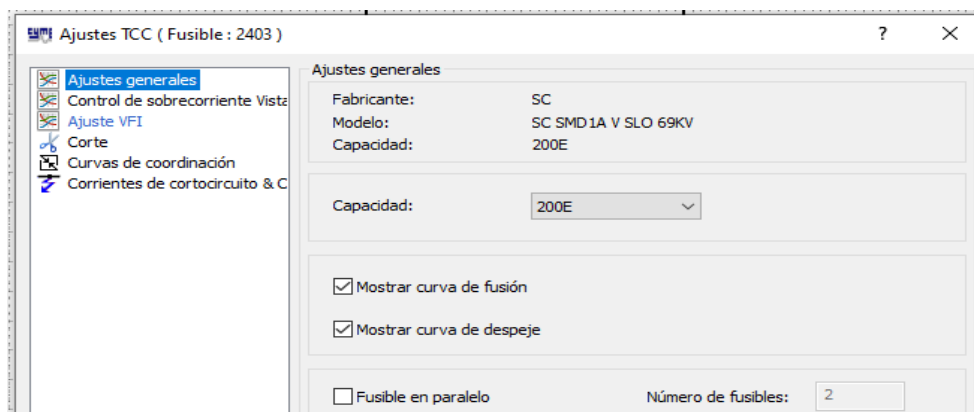 CYME Ajustes TCC ( Fusible : 2403 ) ?
Ajustes generales
Control de sobrecorriente Vista
Ajuste VFI
Corte
Curvas de coordinación
Corrientes de cortocircuito & C
Ajustes generales
Fabricante: SC
Modelo: SC SMD1A V SLO 69KV
Capacidad: 200E
Capacidad: 200E
Mostrar curva de fusión
Mostrar curva de despeje
Fusible en paralelo Número de fusibles: 2